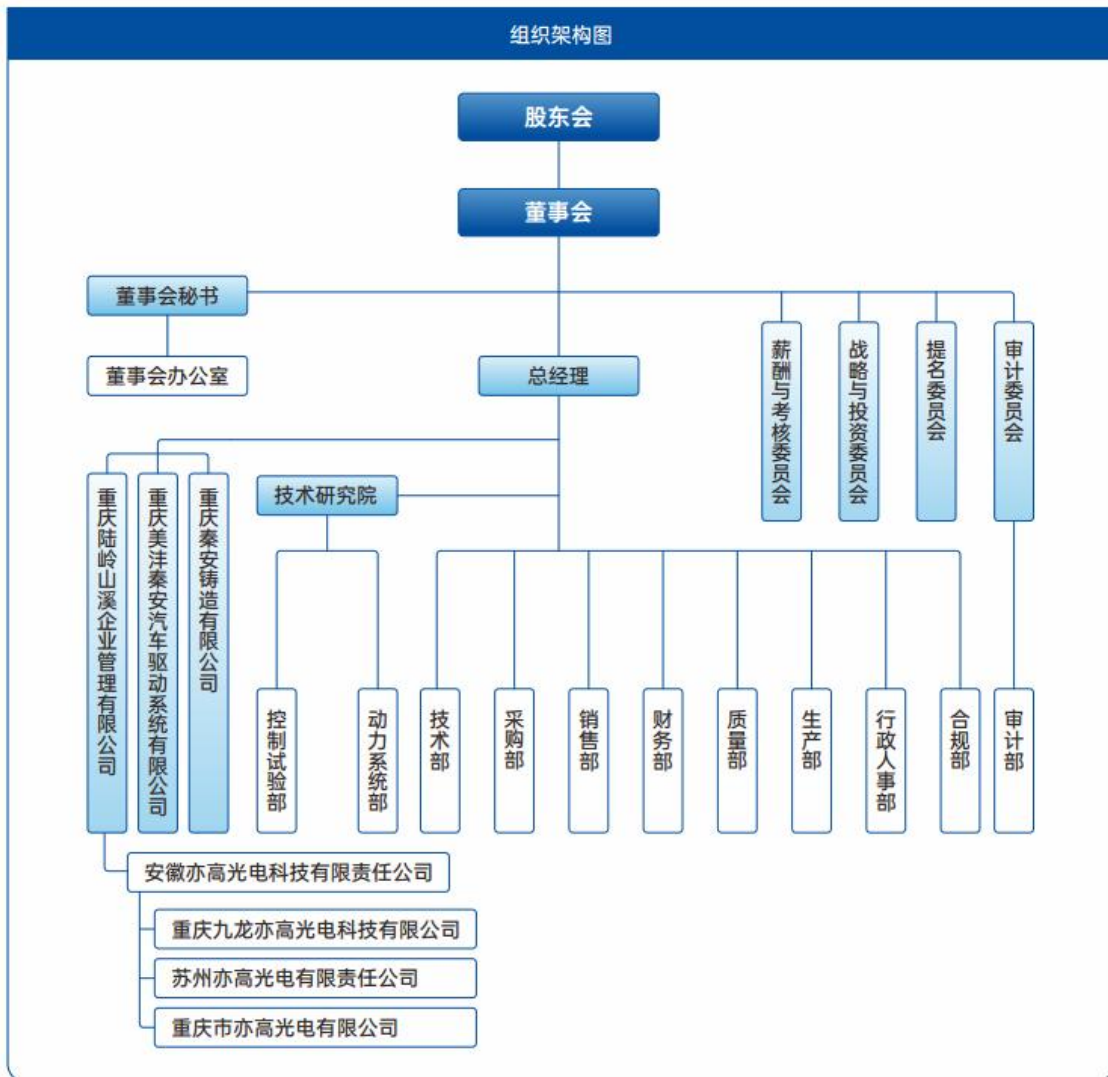 组织架构图
股东会
董事会
董事会秘书
董事会办公室
总经理
薪酬与考核委员会
战略与投资委员会
提名委员会
审计委员会
重庆陆岭山溪企业管理有限公司
重庆美沣秦安汽车驱动系统有限公司
重庆秦安铸造有限公司
技术研究院
控制试验部
动力系统部
技术部
采购部
销售部
财务部
质量部
生产部
行政人事部
合规部
审计部
安徽亦高光电科技有限责任公司
重庆九龙亦高光电科技有限公司
苏州亦高光电有限责任公司
重庆市亦高光电有限公司